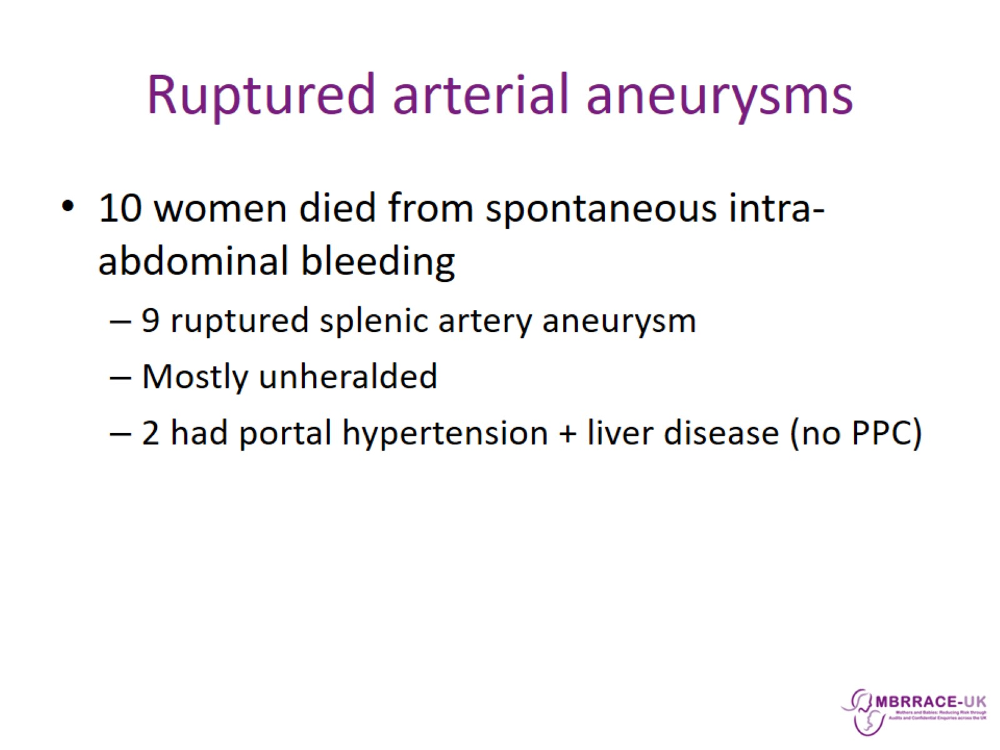 Ruptured arterial aneurysms
• 10 women died from spontaneous intra-
abdominal bleeding
– 9 ruptured splenic artery aneurysm
– Mostly unheralded
– 2 had portal hypertension + liver disease (no PPC)
MBRRACE-UK
Mothers and Babies: Reducing Risk through
Audits and Confidential Enquiries across the UK